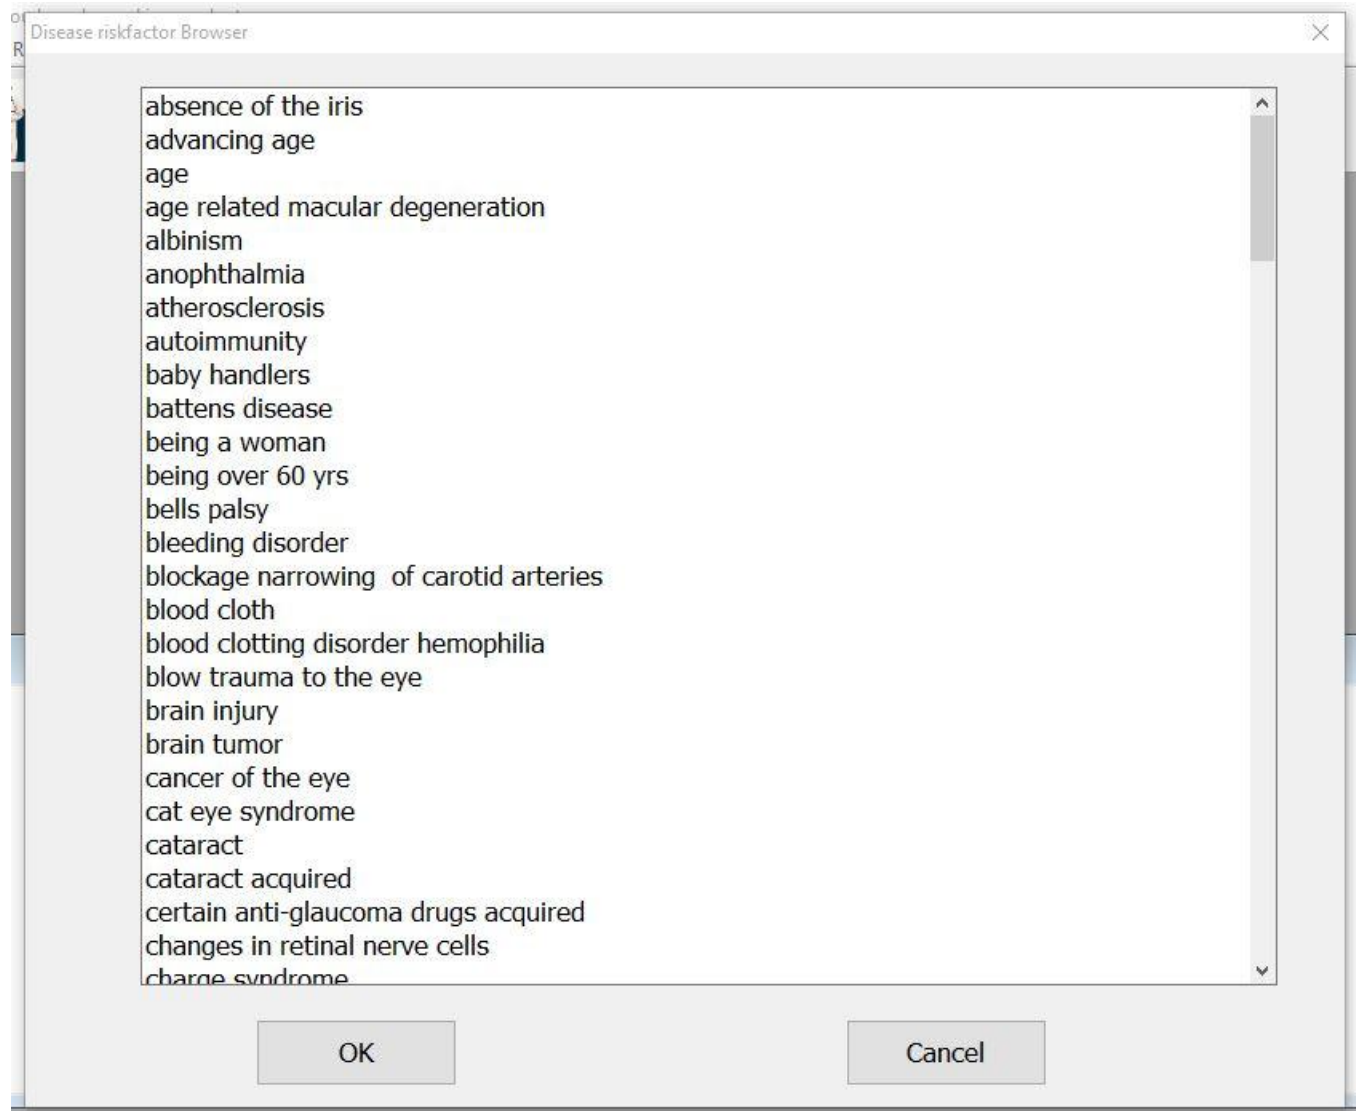 Disease riskfactor Browser
absence of the iris
advancing age
age
age related macular degeneration
albinism
anophthalmia
atherosclerosis
autoimmunity
baby handlers
battens disease
being a woman
being over 60 yrs
bells palsy
bleeding disorder
blockage narrowing  of carotid arteries
blood cloth
blood clotting disorder hemophilia
blow trauma to the eye
brain injury
brain tumor
cancer of the eye
cat eye syndrome
cataract
cataract acquired
certain anti-glaucoma drugs acquired
changes in retinal nerve cells
charge syndrome
OK Cancel